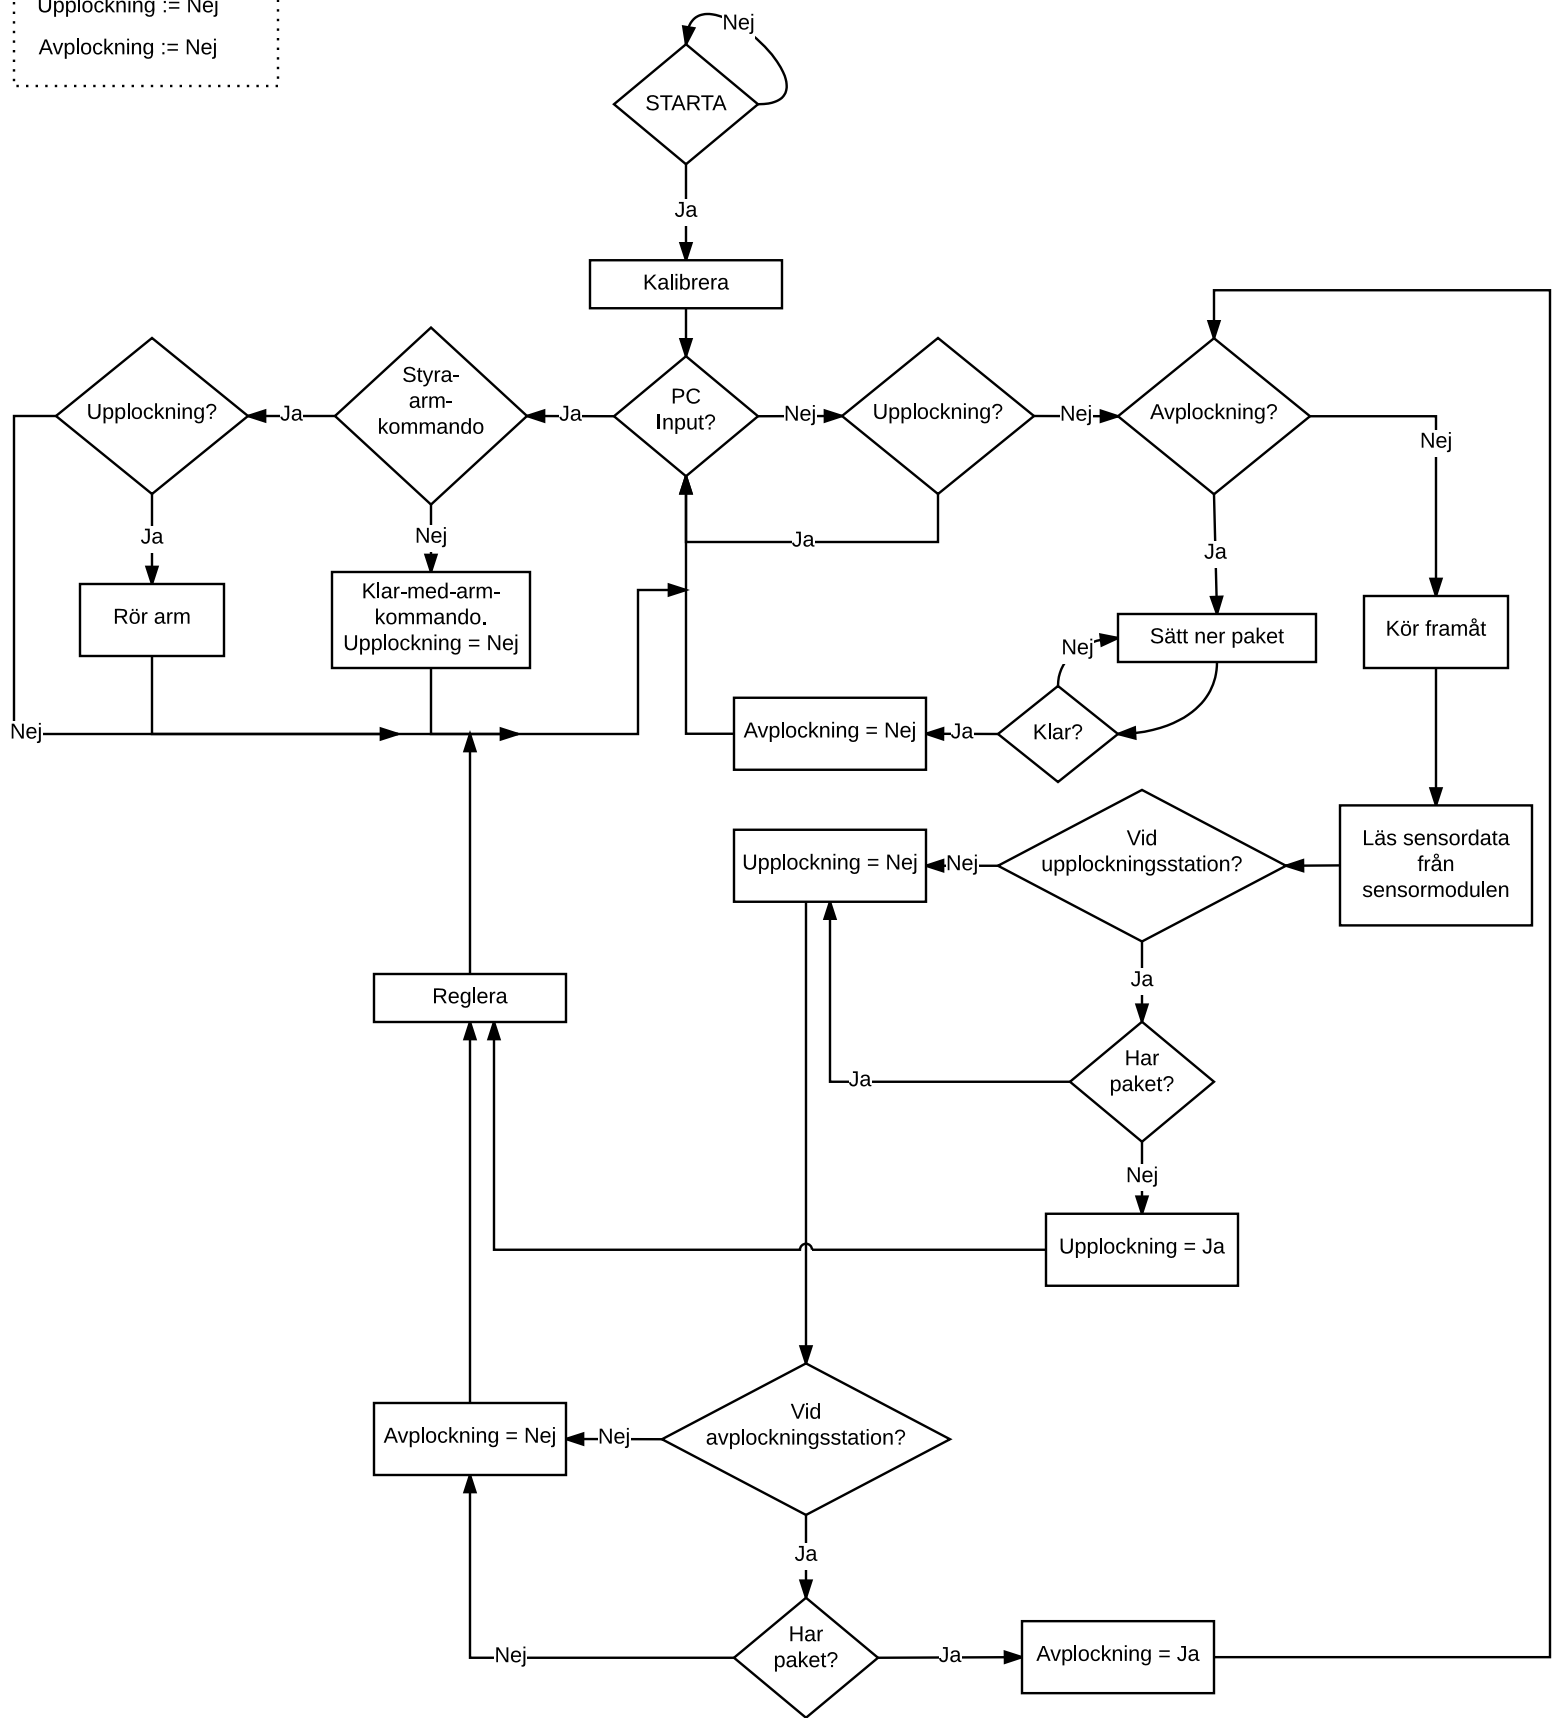 Upplockning := Nej
Avplockning := Nej
Nej
STARTA
Ja
Kalibrera
Upplockning?
Ja
Styra-
arm-
kommando
Ja
PC
Input?
Nej
Upplockning?
Nej
Avplockning?
Nej
Ja
Nej
Ja
Ja
Rör arm
Klar-med-arm-
kommando.
Upplockning = Nej
Nej
Sätt ner paket
Kör framåt
Nej
Avplockning = Nej
Ja
Klar?
Upplockning = Nej
Nej
Vid
upplockningsstation?
Läs sensordata
från
sensormodulen
Ja
Reglera
Ja
Har
paket?
Nej
Upplockning = Ja
Avplockning = Nej
Nej
Vid
avplockningsstation?
Ja
Nej
Har
paket?
Ja
Avplockning = Ja